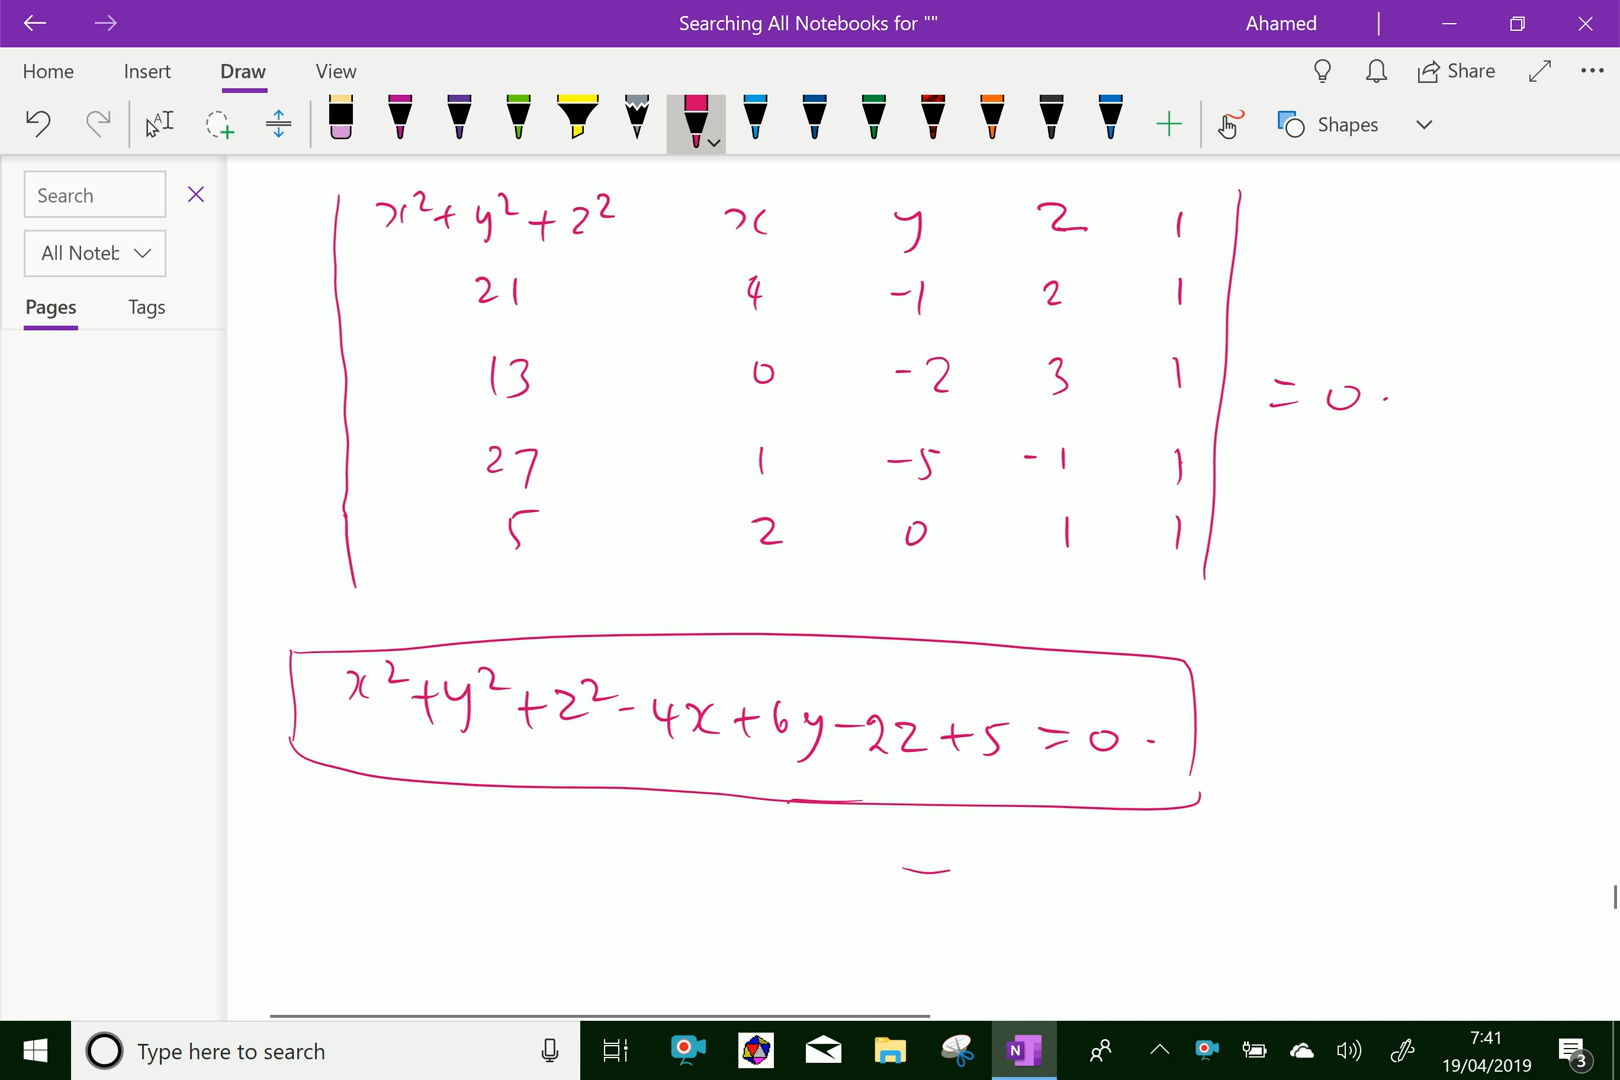 Searching All Notebooks for ""
Ahamed
Home Insert Draw View
Share
Shapes
Search
All Noteb
Pages Tags
x²+ y² + z² x y z 1
21 4 -1 2 1
13 0 -2 3 1
= 0.
27 1 -5 -1 1
5 2 0 1 1
x² + y² + z² - 4x + 6y - 2z + 5 = 0.
Type here to search
N
7:41
19/04/2019
3